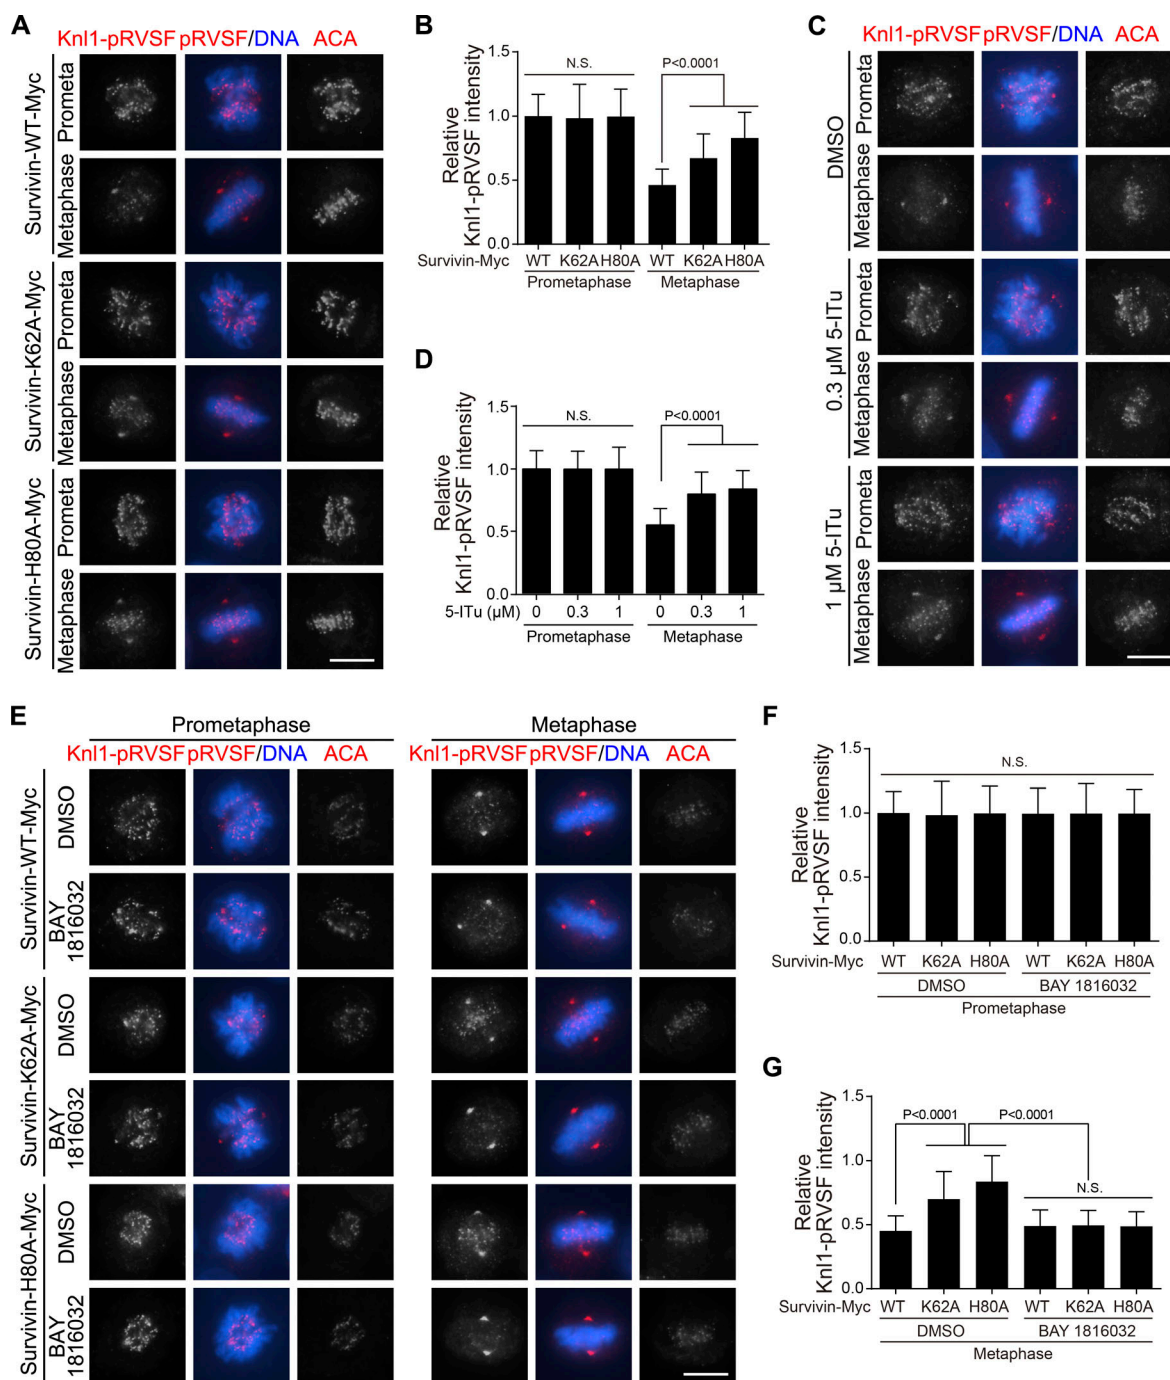 A
Knl1-pRVSF pRVSF/DNA ACA
Survivin-WT-Myc
Prometa
Metaphase
Survivin-K62A-Myc
Prometa
Metaphase
Survivin-H80A-Myc
Prometa
Metaphase
B
Relative
Knl1-pRVSF intensity
1.5
1.0
0.5
0.0
N.S.
P<0.0001
Survivin-Myc WT K62A H80A WT K62A H80A
Prometaphase Metaphase
C
Knl1-pRVSF pRVSF/DNA ACA
DMSO
Prometa
Metaphase
0.3 μM 5-ITu
Prometa
Metaphase
1 μM 5-ITu
Prometa
Metaphase
D
Relative
Knl1-pRVSF intensity
1.5
1.0
0.5
0.0
N.S.
P<0.0001
5-ITu (μM) 0 0.3 1 0 0.3 1
Prometaphase Metaphase
E
Prometaphase Metaphase
Knl1-pRVSF pRVSF/DNA ACA Knl1-pRVSF pRVSF/DNA ACA
Survivin-WT-Myc
DMSO
BAY
1816032
Survivin-K62A-Myc
DMSO
BAY
1816032
Survivin-H80A-Myc
DMSO
BAY
1816032
F
Relative
Knl1-pRVSF intensity
1.5
1.0
0.5
0.0
N.S.
Survivin-Myc WT K62A H80A WT K62A H80A
DMSO BAY 1816032
Prometaphase
G
Relative
Knl1-pRVSF intensity
1.5
1.0
0.5
0.0
P<0.0001 P<0.0001
N.S.
Survivin-Myc WT K62A H80A WT K62A H80A
DMSO BAY 1816032
Metaphase